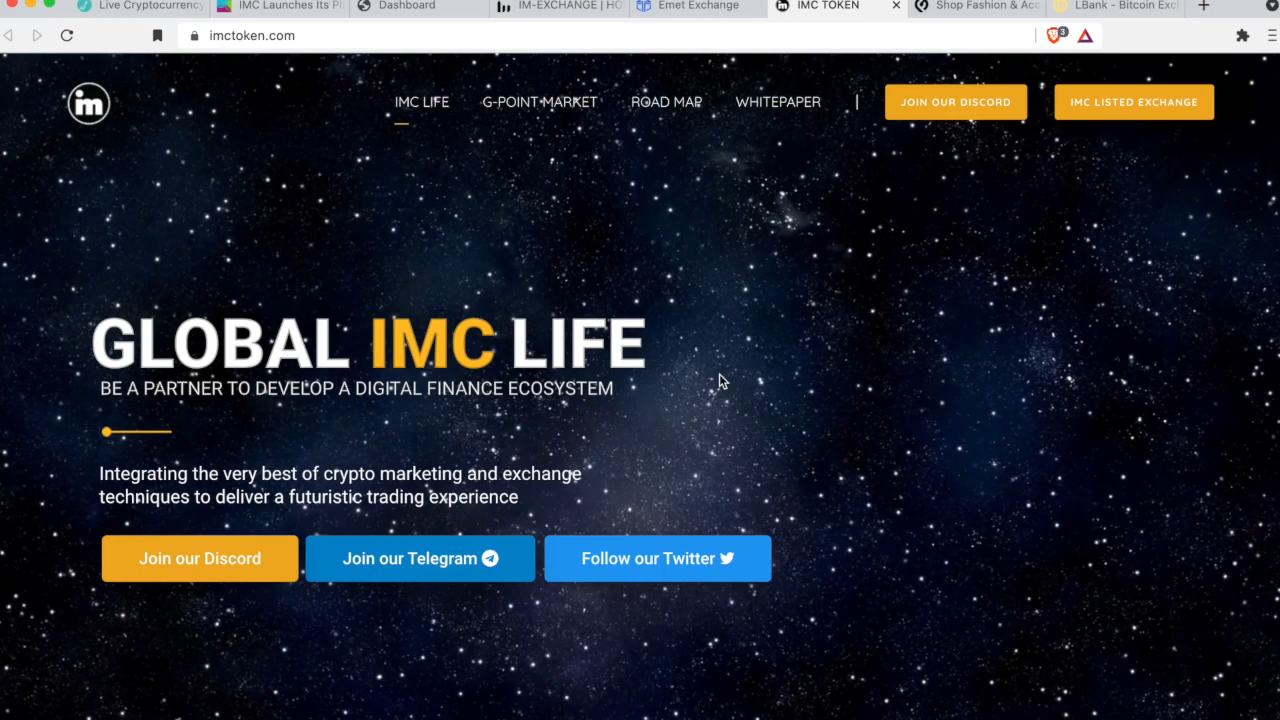 Live Cryptocurrency
IMC Launches Its Pl
Dashboard
IM-EXCHANGE | HO
Emet Exchange
IMC TOKEN
Shop Fashion & Acc
LBank - Bitcoin Exc
imctoken.com
3
im
IMC LIFE
G-POINT MARKET
ROAD MAP
WHITEPAPER
|
JOIN OUR DISCORD
IMC LISTED EXCHANGE
GLOBAL IMC LIFE
BE A PARTNER TO DEVELOP A DIGITAL FINANCE ECOSYSTEM
Integrating the very best of crypto marketing and exchange
techniques to deliver a futuristic trading experience
Join our Discord
Join our Telegram
Follow our Twitter